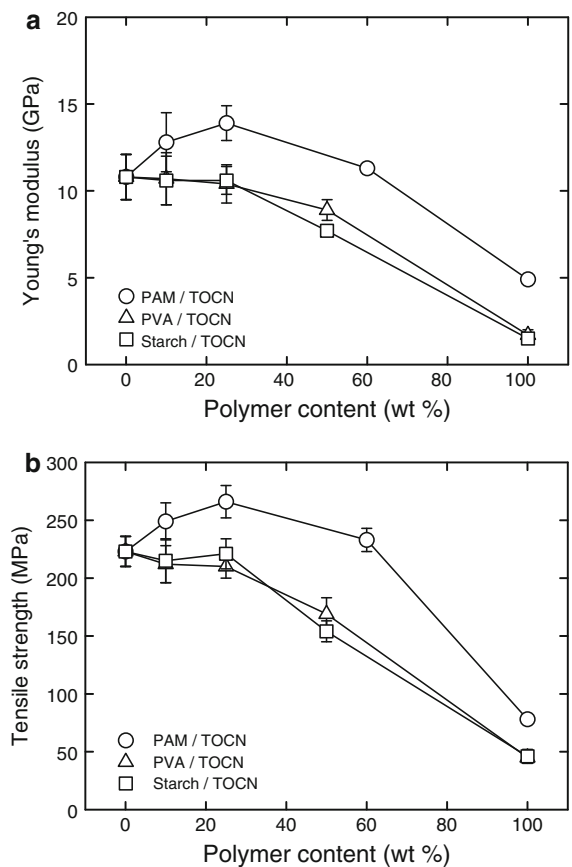 a
20
15
10
5
0
Young's modulus (GPa)
PAM / TOCN
PVA / TOCN
Starch / TOCN
0 20 40 60 80 100
Polymer content (wt %)
b
300
250
200
150
100
50
0
Tensile strength (MPa)
PAM / TOCN
PVA / TOCN
Starch / TOCN
0 20 40 60 80 100
Polymer content (wt %)